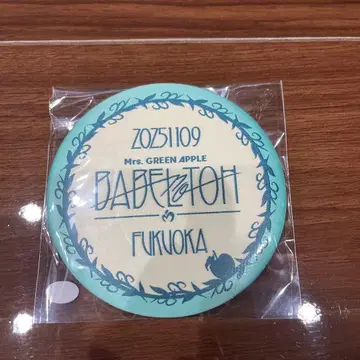 20251109
Mrs. GREEN APPLE
BABEL no TOH
FUKUOKA